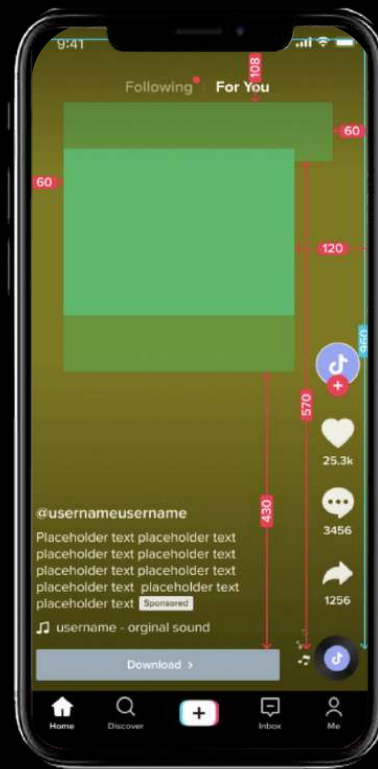 9:41
Following For You
108
60
60
120
960
570
430
25.3k
3456
1256
@usernameusername
Placeholder text placeholder text
placeholder text placeholder text
placeholder text placeholder text
placeholder text placeholder text
placeholder text Sponsored
username - orginal sound
Download >
Home
Discover
Inbox
Me